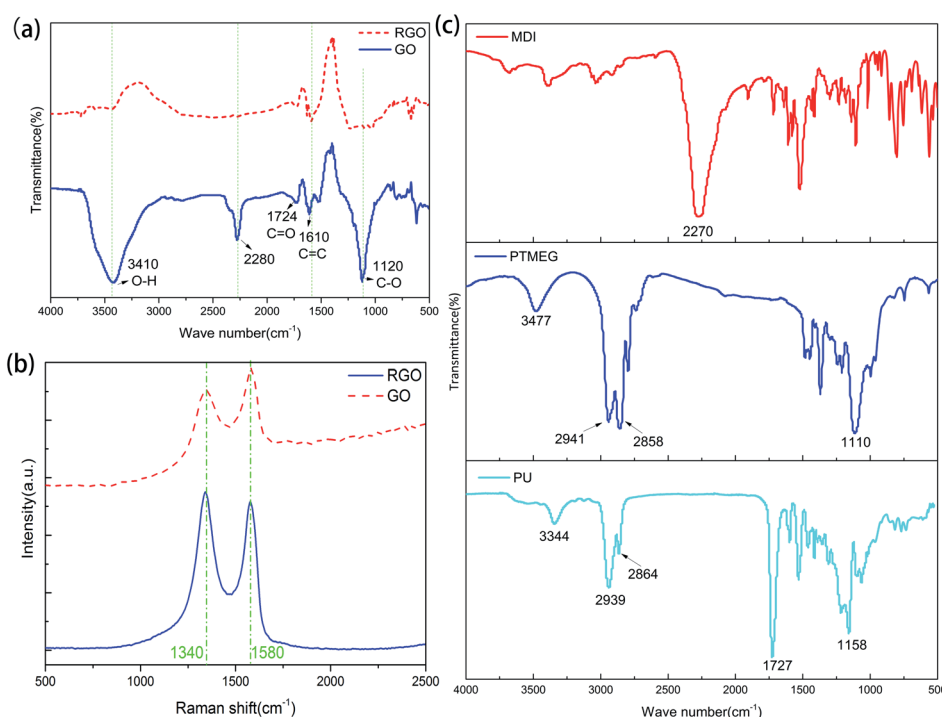 (a)
RGO
GO
Transmittance(%)
3410
O-H
2280
1724
C=O
1610
C=C
1120
C-O
4000 3500 3000 2500 2000 1500 1000 500
Wave number(cm-1)
(b)
RGO
GO
Intensity(a.u.)
1340
1580
500 1000 1500 2000 2500
Raman shift(cm-1)
(c)
MDI
2270
PTMEG
3477
2941
2858
1110
Transmittance(%)
PU
3344
2939
2864
1727
1158
4000 3500 3000 2500 2000 1500 1000 500
Wave number(cm-1)